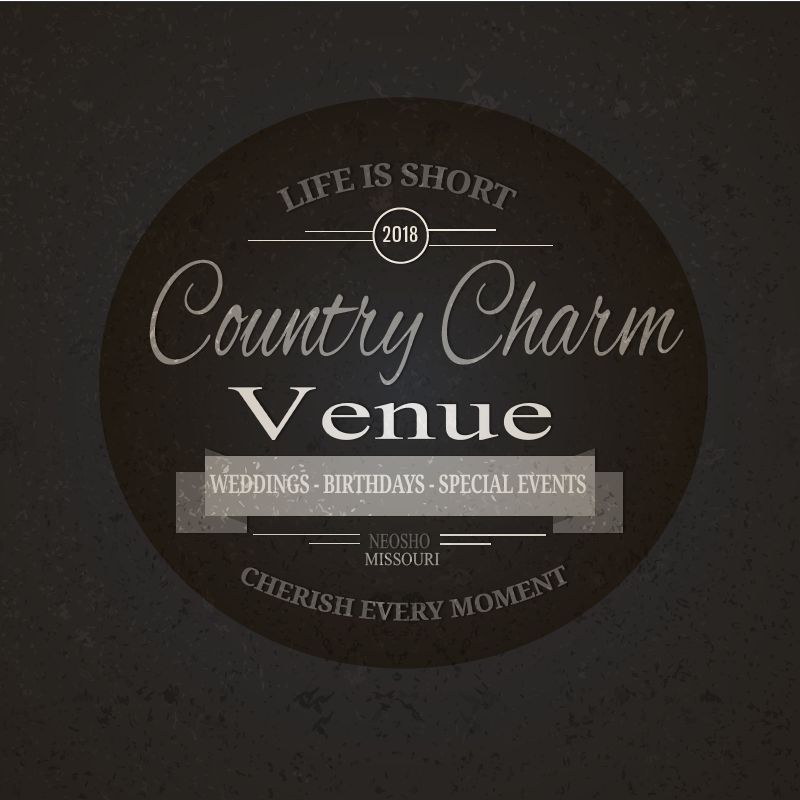 LIFE IS SHORT
2018
Country Charm
Venue
WEDDINGS - BIRTHDAYS - SPECIAL EVENTS
NEOSHO
MISSOURI
CHERISH EVERY MOMENT